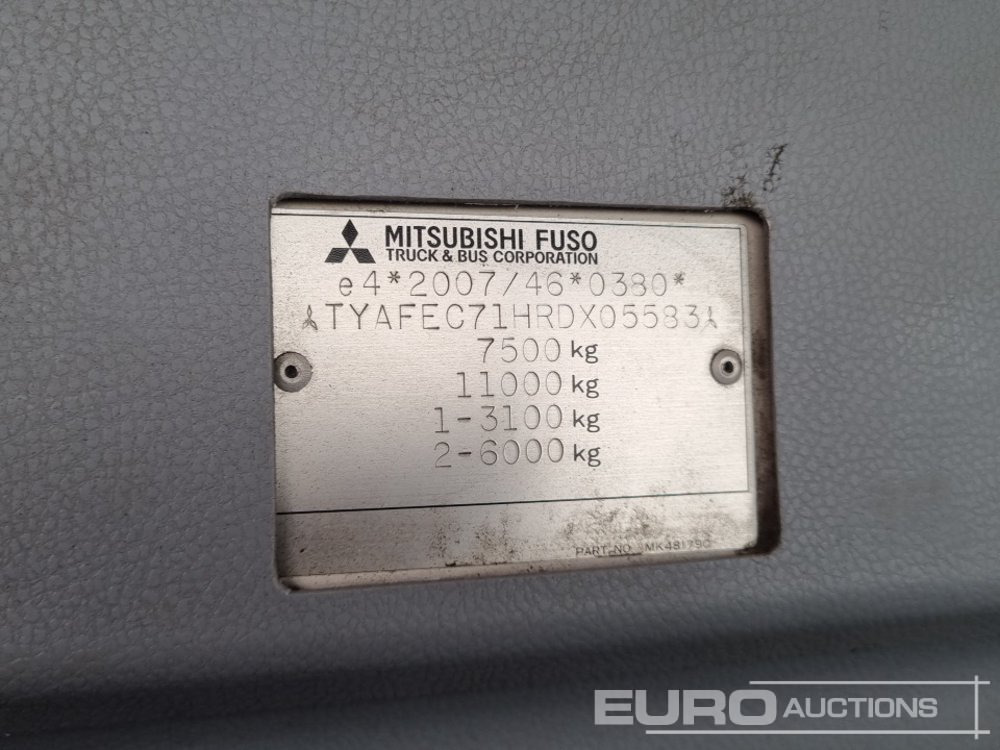 MITSUBISHI FUSO
TRUCK & BUS CORPORATION
e4*2007/46*0380*
TYAFEC71HRDX05583
7500 kg
11000 kg
1-3100 kg
2-6000 kg
PART NO. MK481790
EURO AUCTIONS